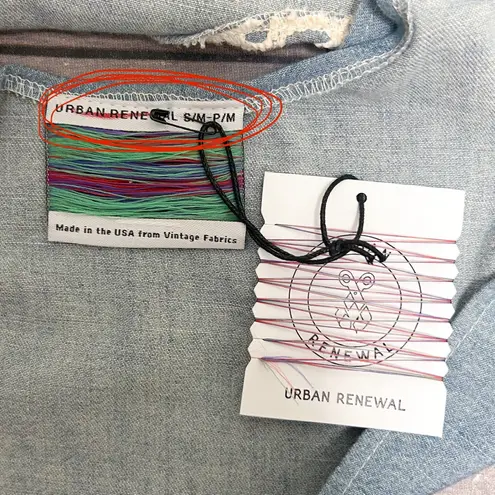 URBAN RENEWAL S/M-P/M
Made in the USA from Vintage Fabrics
RENEWAL
URBAN RENEWAL